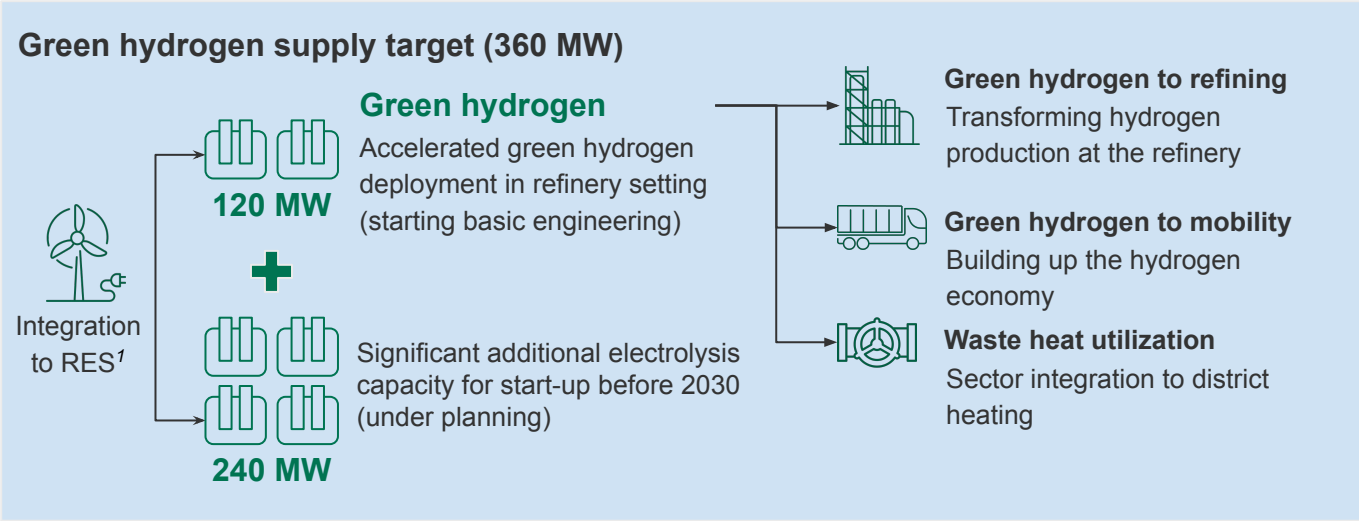 Green hydrogen supply target (360 MW)
Integration
to RES¹
120 MW
Green hydrogen
Accelerated green hydrogen
deployment in refinery setting
(starting basic engineering)
240 MW
Significant additional electrolysis
capacity for start-up before 2030
(under planning)
Green hydrogen to refining
Transforming hydrogen
production at the refinery
Green hydrogen to mobility
Building up the hydrogen
economy
Waste heat utilization
Sector integration to district
heating